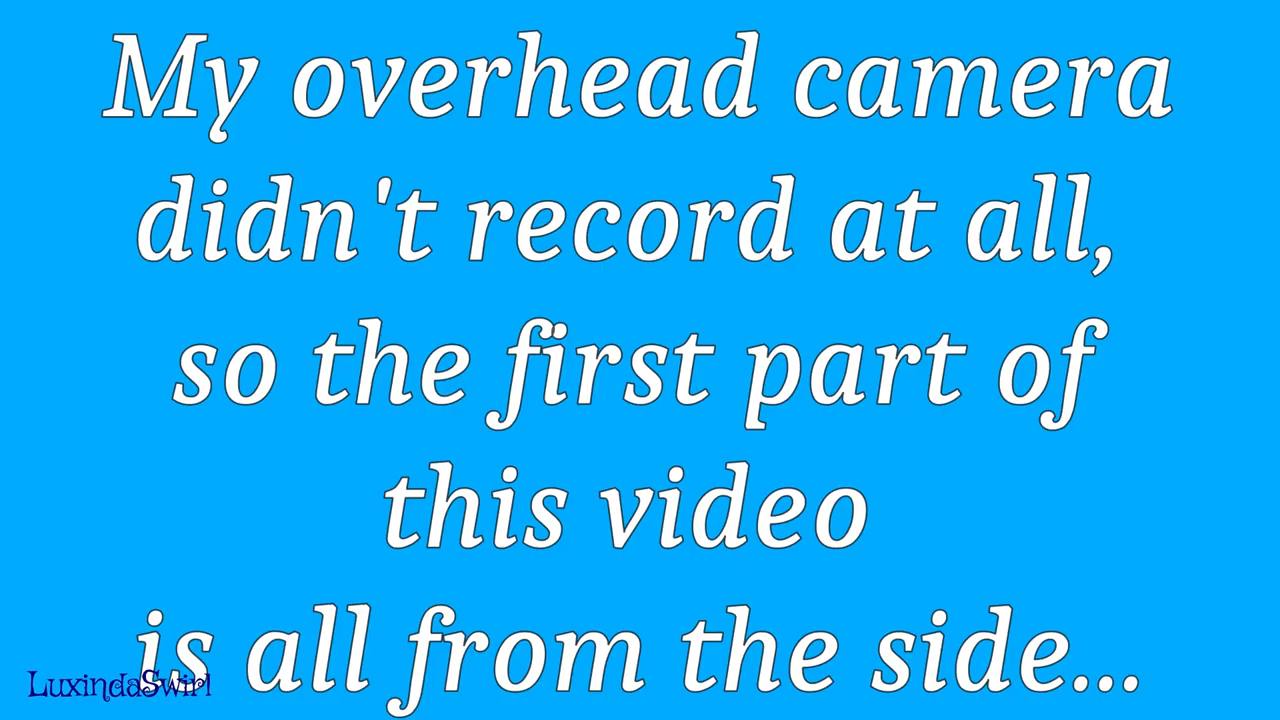 My overhead camera
didn't record at all,
so the first part of
this video
is all from the side...
LuxindaSwirl